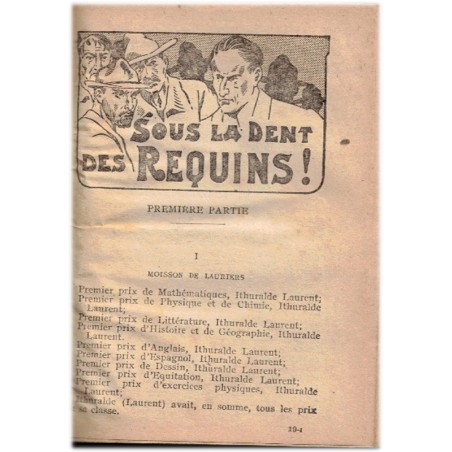 SOUS LA DENT
DES REQUINS !
PREMIÈRE PARTIE
I
MOISSON DE LAURIERS
Premier prix de Mathématiques, Ithuralde Laurent;
Premier prix de Physique et de Chimie, Ithuralde
Laurent;
Premier prix de Littérature, Ithuralde Laurent;
Premier prix d'Histoire et de Géographie, Ithuralde
Laurent.
Premier prix d'Anglais, Ithuralde Laurent;
Premier prix d'Espagnol, Ithuralde Laurent;
Premier prix de Dessin, Ithuralde Laurent;
Premier prix d'Equitation, Ithuralde Laurent;
Premier prix d'exercices physiques, Ithuralde
Laurent;
Ithuralde (Laurent) avait, en somme, tous les prix
sa classe.
19-1